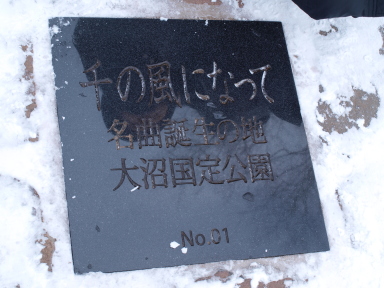 千の風になって
名曲誕生の地
大沼国定公園
No.01